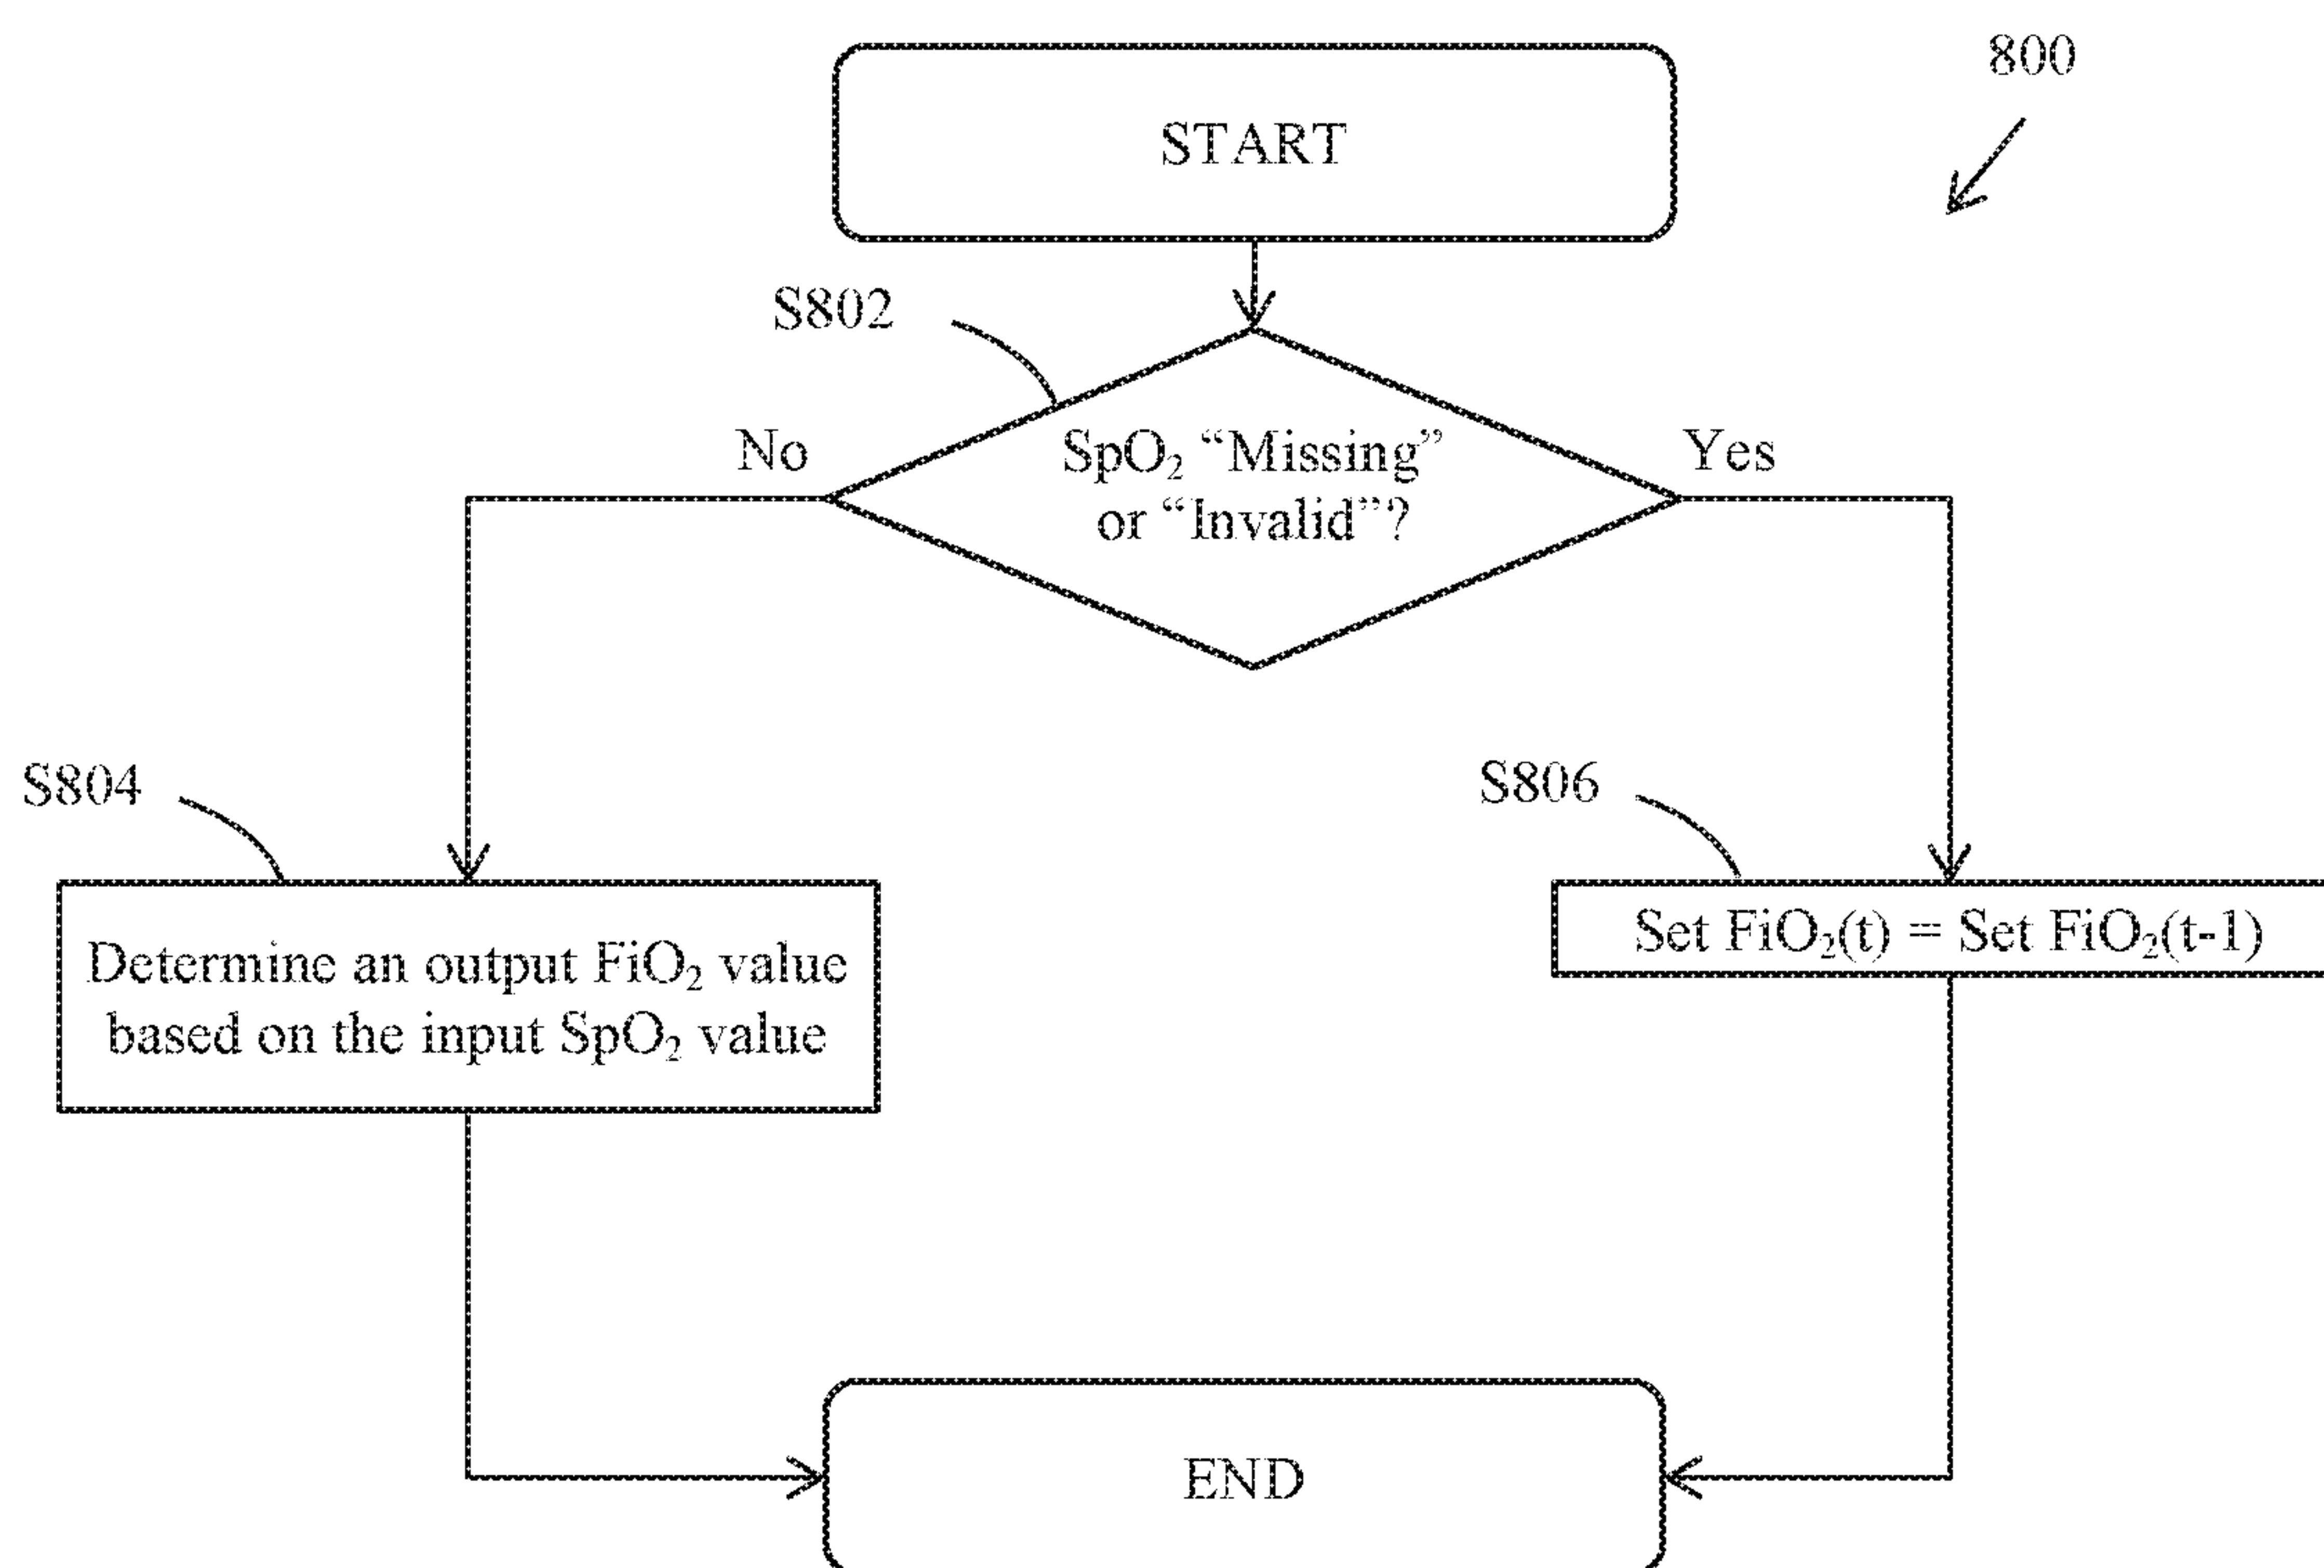 800
START
S802
No
SpO₂ “Missing”
or “Invalid”?
Yes
S804
S806
Determine an output FiO₂ value
based on the input SpO₂ value
Set FiO₂(t) = Set FiO₂(t-1)
END